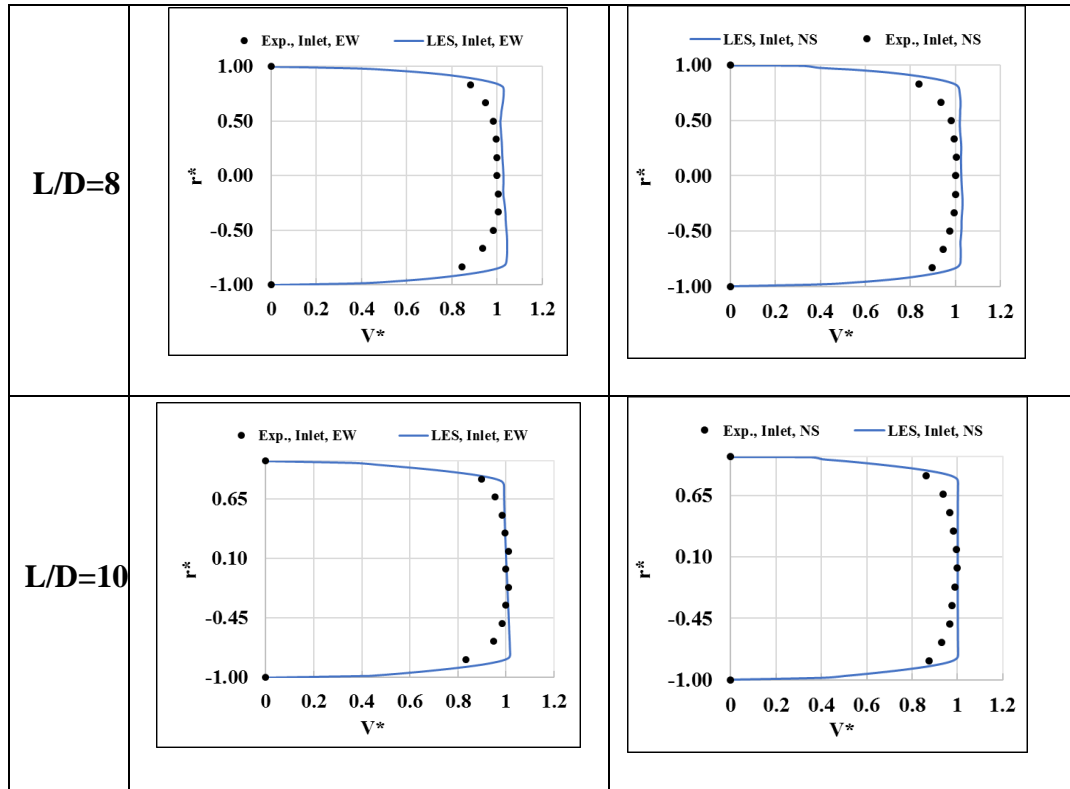 L/D=8
Exp., Inlet, EW LES, Inlet, EW
1.00
0.50
0.00
-0.50
-1.00
r*
0 0.2 0.4 0.6 0.8 1 1.2
V*
LES, Inlet, NS Exp., Inlet, NS
1.00
0.50
0.00
-0.50
-1.00
r*
0 0.2 0.4 0.6 0.8 1 1.2
V*
L/D=10
Exp., Inlet, EW LES, Inlet, EW
0.65
0.10
-0.45
-1.00
r*
0 0.2 0.4 0.6 0.8 1 1.2
V*
Exp., Inlet, NS LES, Inlet, NS
0.65
0.10
-0.45
-1.00
r*
0 0.2 0.4 0.6 0.8 1 1.2
V*